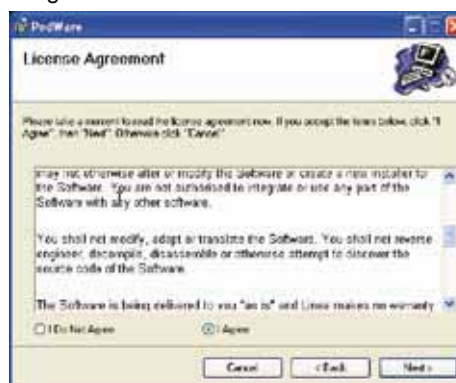 PodWare
License Agreement
Please take a moment to read the license agreement now. If you accept the terms below, click "I
Agree", then "Next". Otherwise click "Cancel".
may not otherwise alter or modify the Software or create a new installer for
the Software. You are not authorised to integrate or use any part of the
Software with any other software.
You shall not modify, adapt or translate the Software. You shall not reverse
engineer, decompile, disassemble or otherwise attempt to discover the
source code of the Software.
The Software is being delivered to you "as is" and Linex makes no warranty
I Do Not Agree
I Agree
Cancel
< Back
Next >